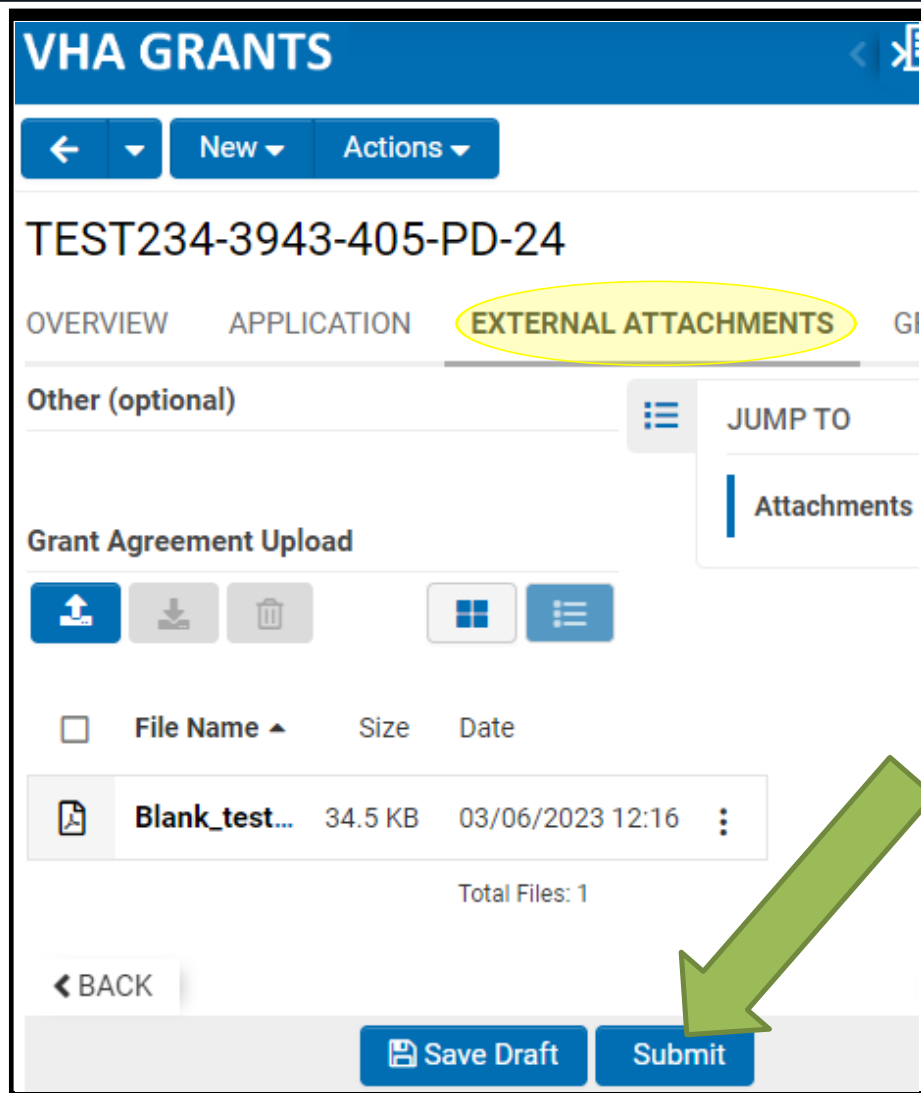 VHA GRANTS
New Actions
TEST234-3943-405-PD-24
OVERVIEW APPLICATION EXTERNAL ATTACHMENTS
Other (optional)
JUMP TO
Attachments
Grant Agreement Upload
File Name Size Date
Blank_test... 34.5 KB 03/06/2023 12:16
Total Files: 1
BACK
Save Draft Submit